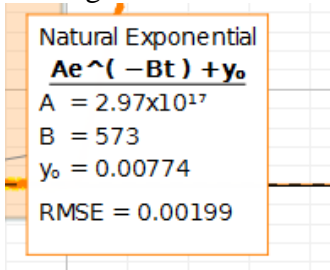 Natural Exponential
Ae^( −Bt ) +y₀
A = 2.97x10¹⁷
B = 573
y₀ = 0.00774
RMSE = 0.00199